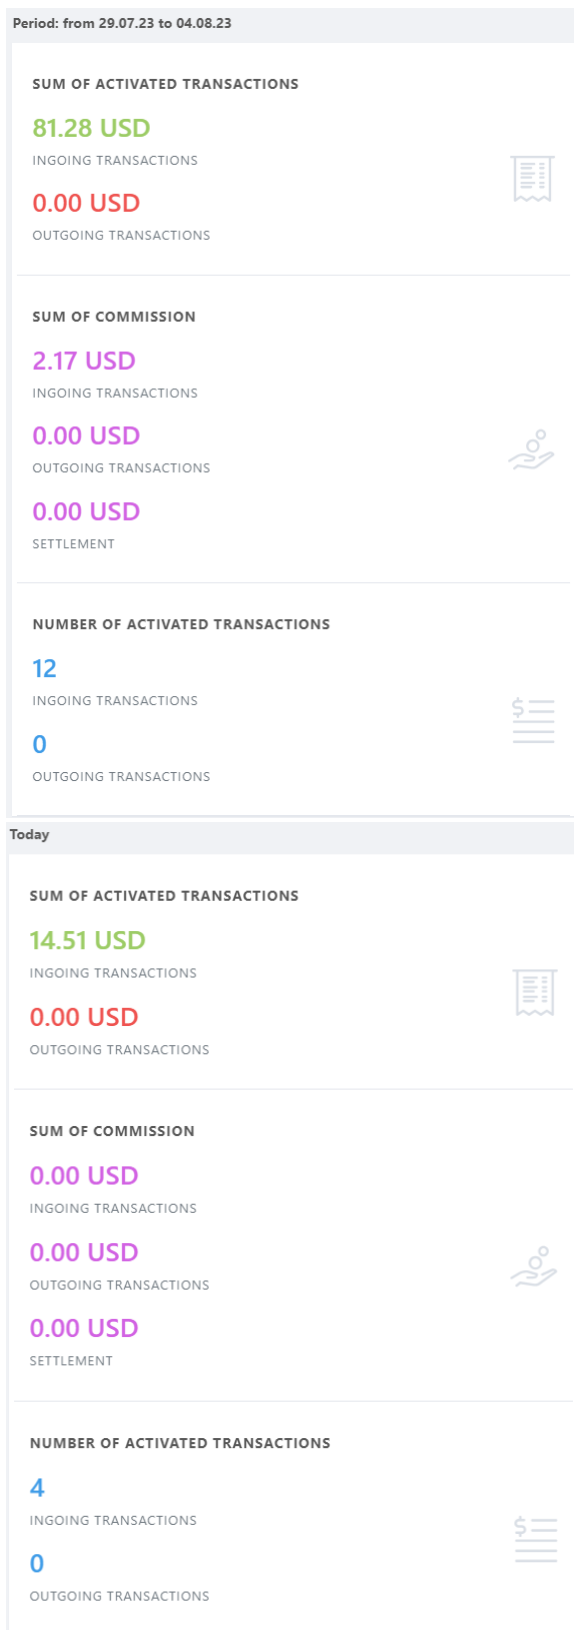 Period: from 29.07.23 to 04.08.23
SUM OF ACTIVATED TRANSACTIONS
81.28 USD
INGOING TRANSACTIONS
0.00 USD
OUTGOING TRANSACTIONS
SUM OF COMMISSION
2.17 USD
INGOING TRANSACTIONS
0.00 USD
OUTGOING TRANSACTIONS
0.00 USD
SETTLEMENT
NUMBER OF ACTIVATED TRANSACTIONS
12
INGOING TRANSACTIONS
0
OUTGOING TRANSACTIONS
Today
SUM OF ACTIVATED TRANSACTIONS
14.51 USD
INGOING TRANSACTIONS
0.00 USD
OUTGOING TRANSACTIONS
SUM OF COMMISSION
0.00 USD
INGOING TRANSACTIONS
0.00 USD
OUTGOING TRANSACTIONS
0.00 USD
SETTLEMENT
NUMBER OF ACTIVATED TRANSACTIONS
4
INGOING TRANSACTIONS
0
OUTGOING TRANSACTIONS